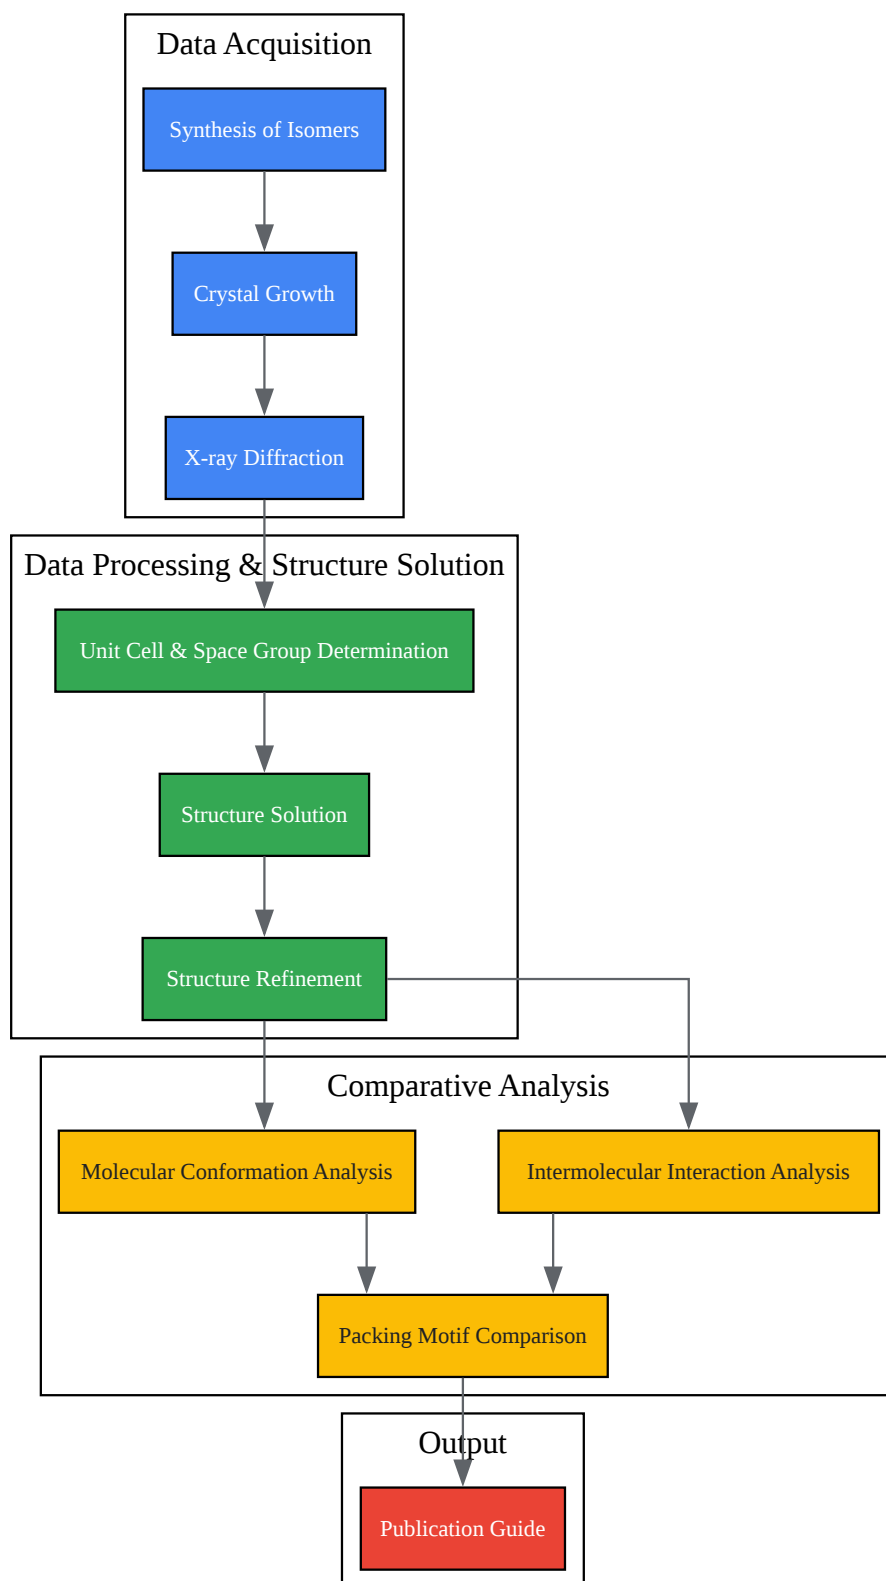 Data Acquisition
Synthesis of Isomers
Crystal Growth
X-ray Diffraction
Data Processing & Structure Solution
Unit Cell & Space Group Determination
Structure Solution
Structure Refinement
Comparative Analysis
Molecular Conformation Analysis
Intermolecular Interaction Analysis
Packing Motif Comparison
Output
Publication Guide